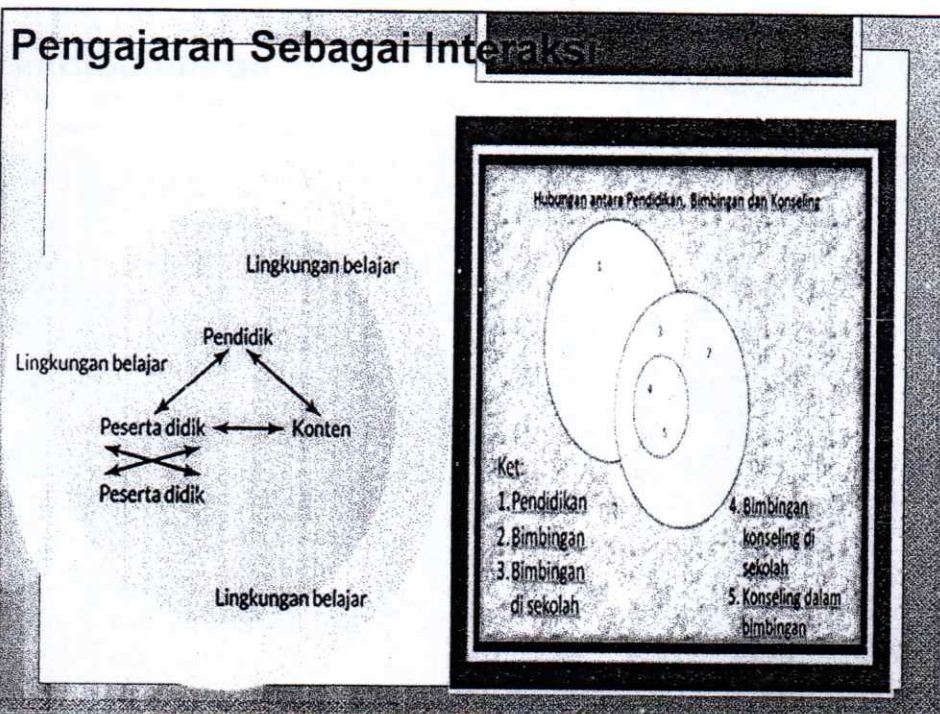 Pengajaran Sebagai Interaksi
Lingkungan belajar
Pendidik
Lingkungan belajar
Peserta didik
Konten
Peserta didik
Lingkungan belajar
Hubungan antara Pendidikan, Bimbingan dan Konseling
1
3
2
4
5
Ket:
1. Pendidikan
2. Bimbingan
3. Bimbingan
di sekolah
4. Bimbingan
konseling di
sekolah
5. Konseling dalam
bimbingan